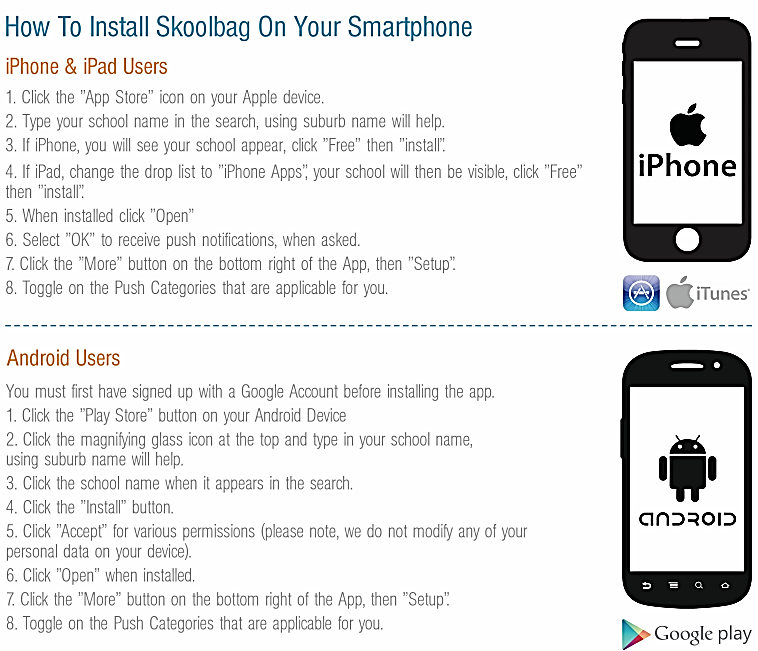 How To Install Skoolbag On Your Smartphone
iPhone & iPad Users
1. Click the "App Store" icon on your Apple device.
2. Type your school name in the search, using suburb name will help.
3. If iPhone, you will see your school appear, click "Free" then "install".
4. If iPad, change the drop list to "iPhone Apps", your school will then be visible, click "Free"
then "install".
5. When installed click "Open"
6. Select "OK" to receive push notifications, when asked.
7. Click the "More" button on the bottom right of the App, then "Setup".
8. Toggle on the Push Categories that are applicable for you.
iPhone
iTunes
Android Users
You must first have signed up with a Google Account before installing the app.
1. Click the "Play Store" button on your Android Device
2. Click the magnifying glass icon at the top and type in your school name,
using suburb name will help.
3. Click the school name when it appears in the search.
4. Click the "Install" button.
5. Click "Accept" for various permissions (please note, we do not modify any of your
personal data on your device).
6. Click "Open" when installed.
7. Click the "More" button on the bottom right of the App, then "Setup".
8. Toggle on the Push Categories that are applicable for you.
ANDROID
Google play